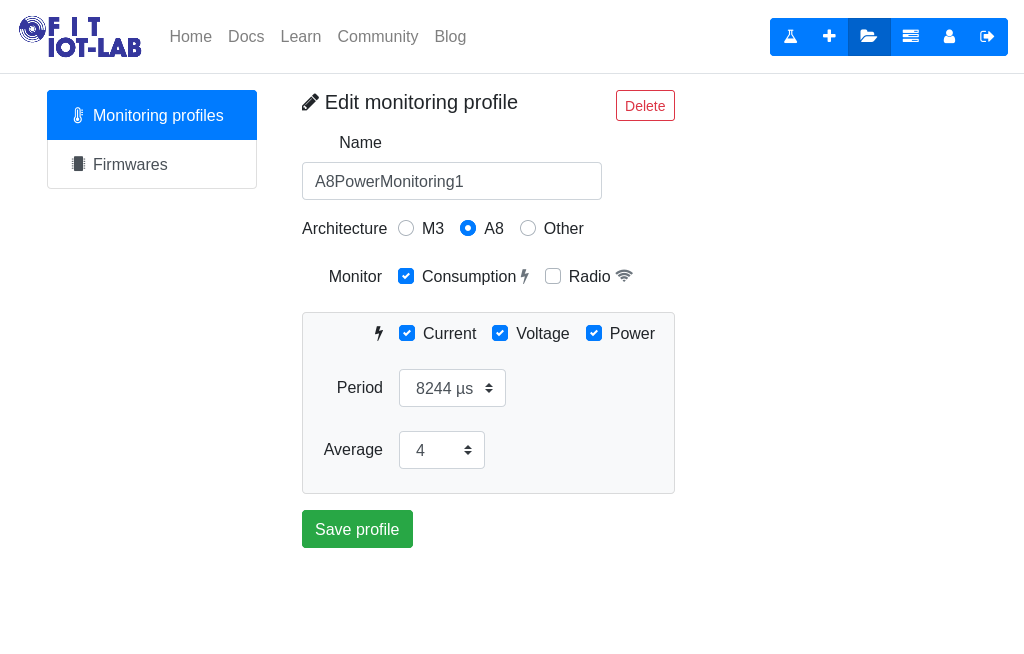 FIT
IOT-LAB
Home Docs Learn Community Blog
Monitoring profiles
Firmwares
Edit monitoring profile
Delete
Name
A8PowerMonitoring1
Architecture M3 A8 Other
Monitor Consumption Radio
Current Voltage Power
Period 8244 µs
Average 4
Save profile